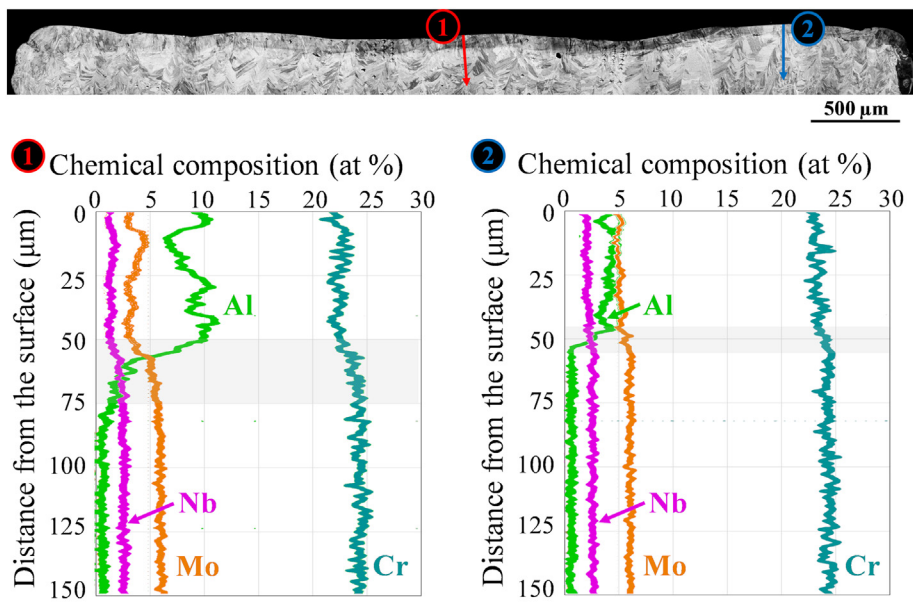 1
2
500 µm
1 Chemical composition (at %)
0 5 10 15 20 25 30
Distance from the surface (µm)
0
25
50
75
100
125
150
Al
Nb
Mo
Cr
2 Chemical composition (at %)
0 5 10 15 20 25 30
Distance from the surface (µm)
0
25
50
75
100
125
150
Al
Nb
Mo
Cr